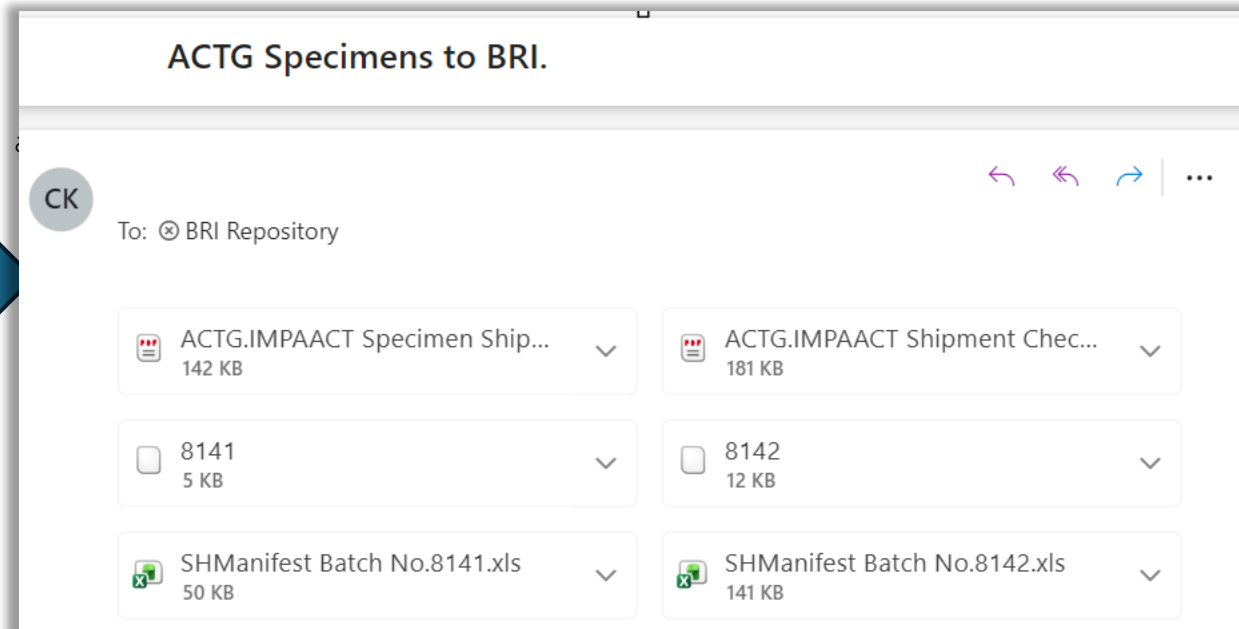 ACTG Specimens to BRI.
CK
To: BRI Repository
ACTG.IMPAACT Specimen Ship...
142 KB
ACTG.IMPAACT Shipment Chec...
181 KB
8141
5 KB
8142
12 KB
SHManifest Batch No.8141.xls
50 KB
SHManifest Batch No.8142.xls
141 KB